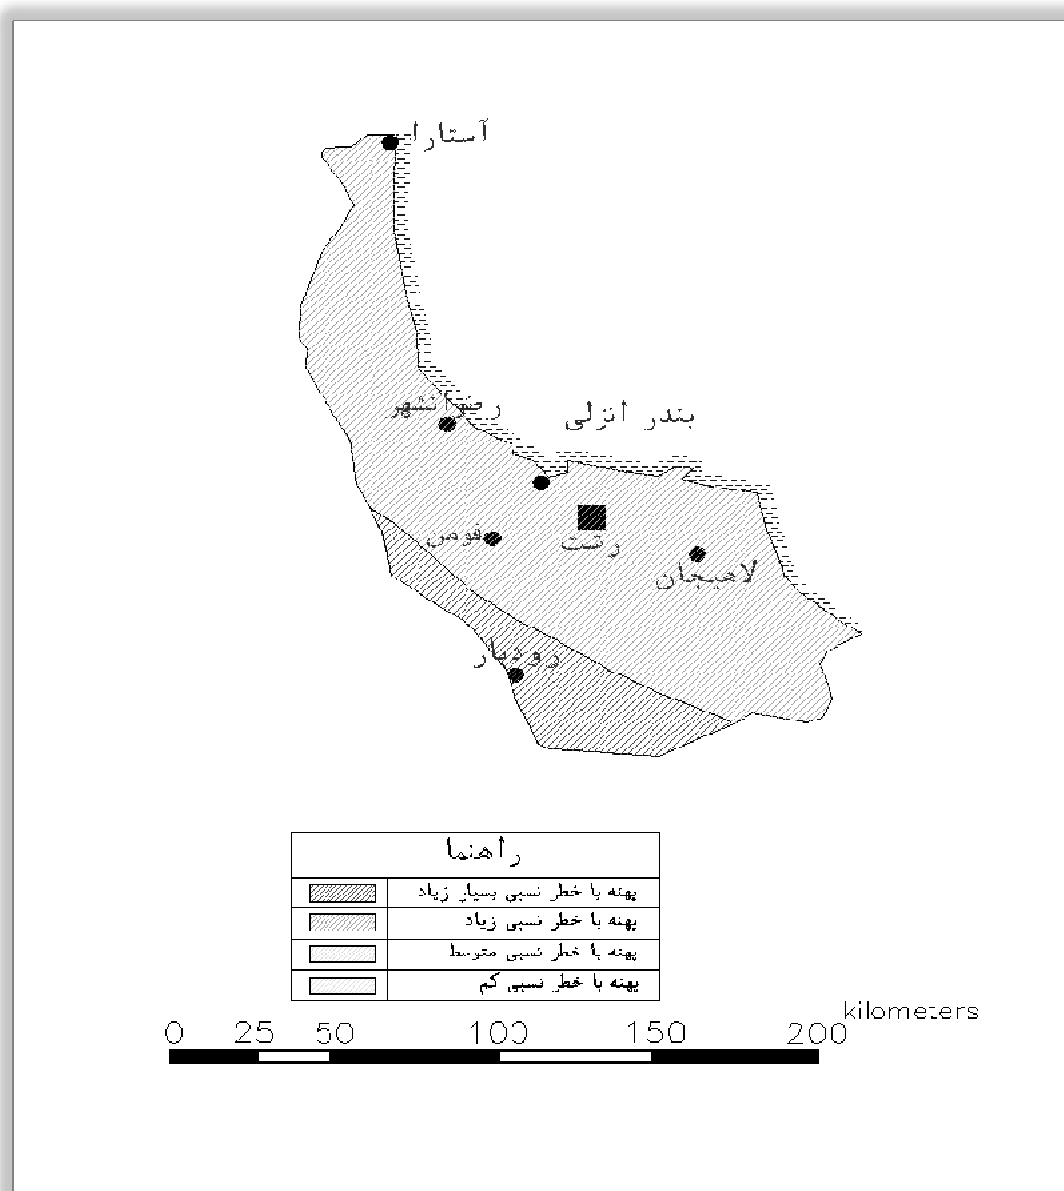 آستارا
رضوانشهر
بندر انزلی
رشت
لاهیجان
رودبار
راهنما
پهنه با خطر نسبی بسیار زیاد
پهنه با خطر نسبی زیاد
پهنه با خطر نسبی متوسط
پهنه با خطر نسبی کم
kilometers
0 25 50 100 150 200